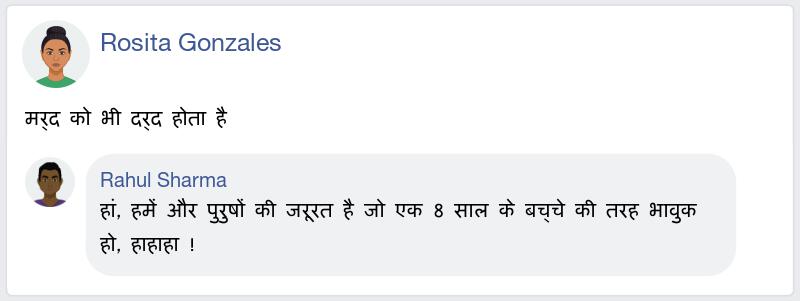 Rosita Gonzales
मर्द को भी दर्द होता है
Rahul Sharma
हां, हमें और पुरुषों की जरूरत है जो एक 8 साल के बच्चे की तरह भावुक
हो, हाहाहा !